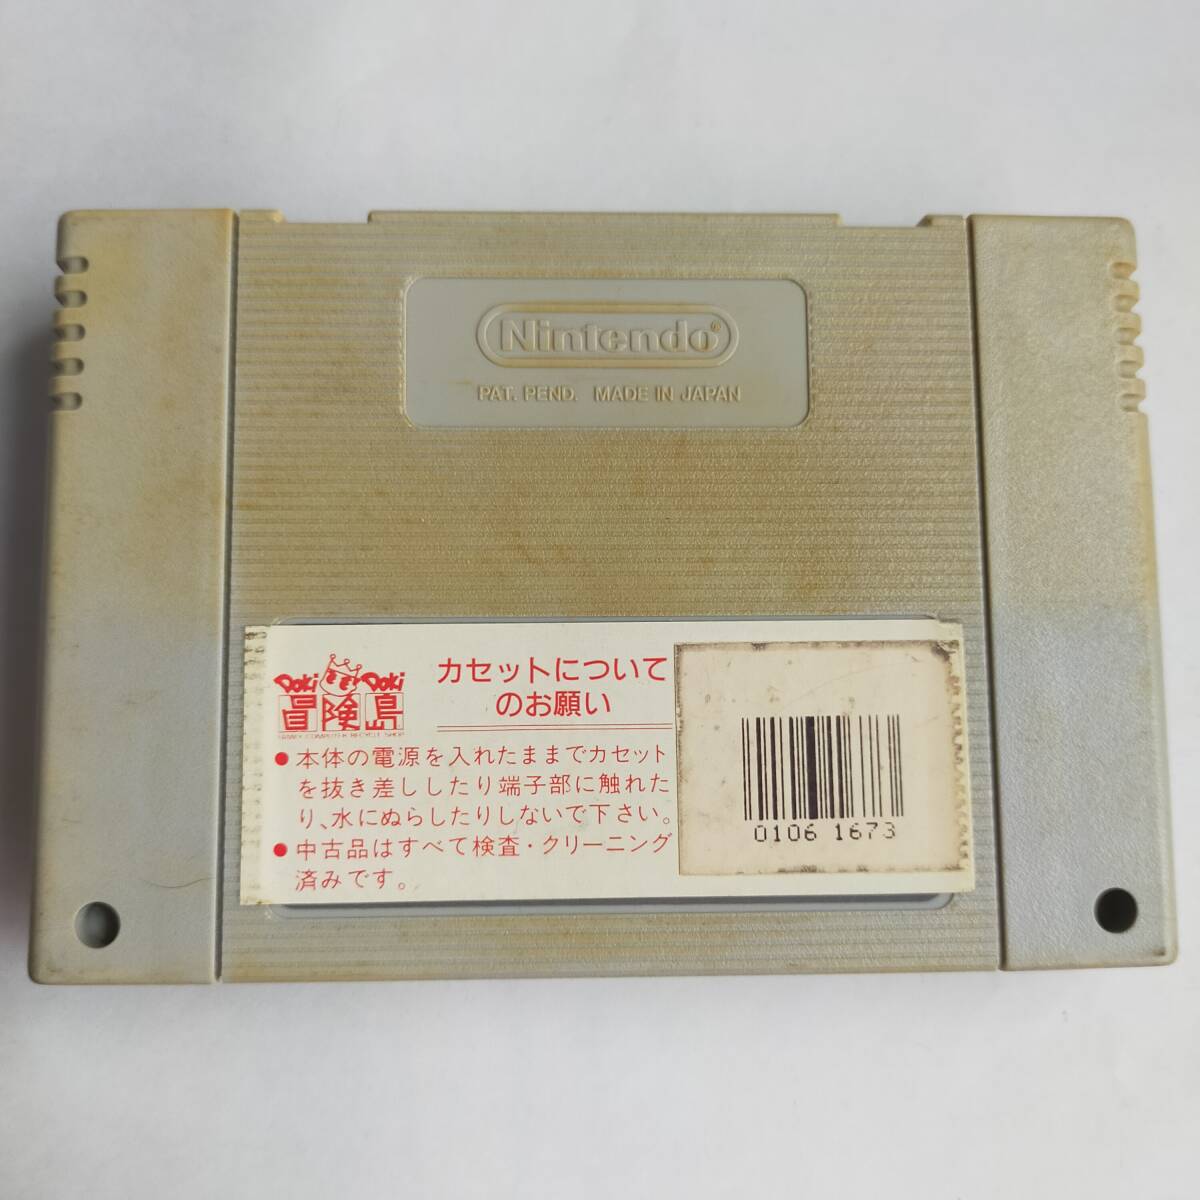 Nintendo®
PAT. PEND. MADE IN JAPAN
Doki Doki
冒険島
FAMILY COMPUTER RECYCLE SHOP
カセットについて
のお願い
●本体の電源を入れたままでカセット
を抜き差ししたり端子部に触れた
り、水にぬらしたりしないで下さい。
●中古品はすべて検査・クリーニング
済みです。
0106 1673